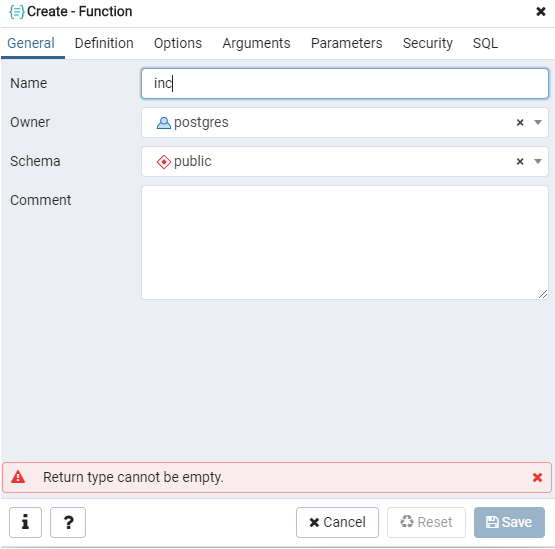 Create - Function
General Definition Options Arguments Parameters Security SQL
Name inc
Owner postgres
Schema public
Comment
Return type cannot be empty.
i ? Cancel Reset Save